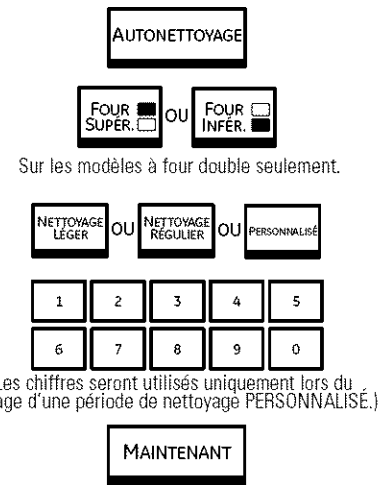 AUTONETTOYAGE
FOUR SUPÉR. OU FOUR INFÉR.
Sur les modèles à four double seulement.
NETTOYAGE LÉGER OU NETTOYAGE RÉGULIER OU PERSONNALISÉ
1 2 3 4 5
6 7 8 9 0
Les chiffres seront utilisés uniquement lors du
d'une période de nettoyage PERSONNALISÉ.)
MAINTENANT